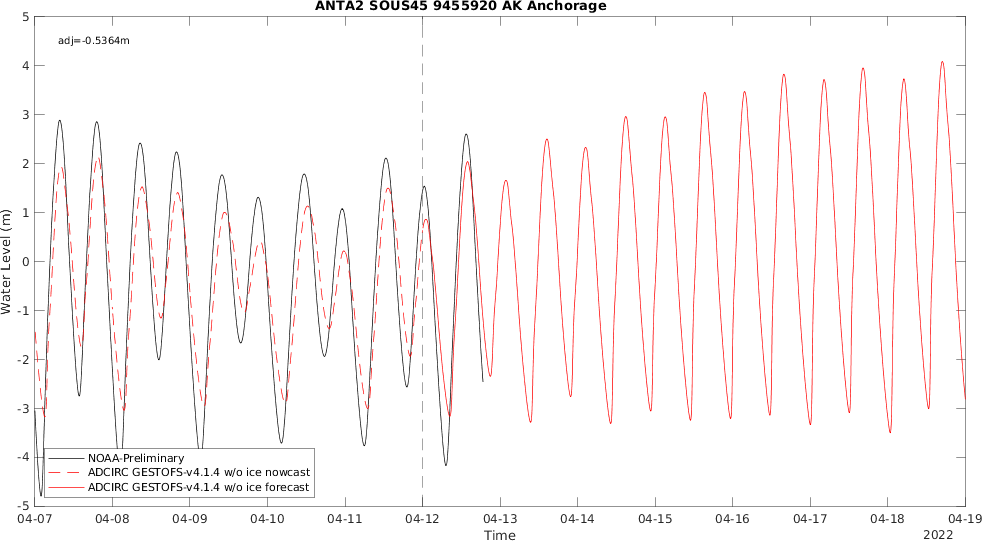 ANTA2 SOUS45 9455920 AK Anchorage
adj=-0.5364m
Water Level (m)
5
4
3
2
1
0
-1
-2
-3
-4
-5
NOAA-Preliminary
ADCIRC GESTOFS-v4.1.4 w/o ice nowcast
ADCIRC GESTOFS-v4.1.4 w/o ice forecast
04-07 04-08 04-09 04-10 04-11 04-12 04-13 04-14 04-15 04-16 04-17 04-18 04-19
Time
2022